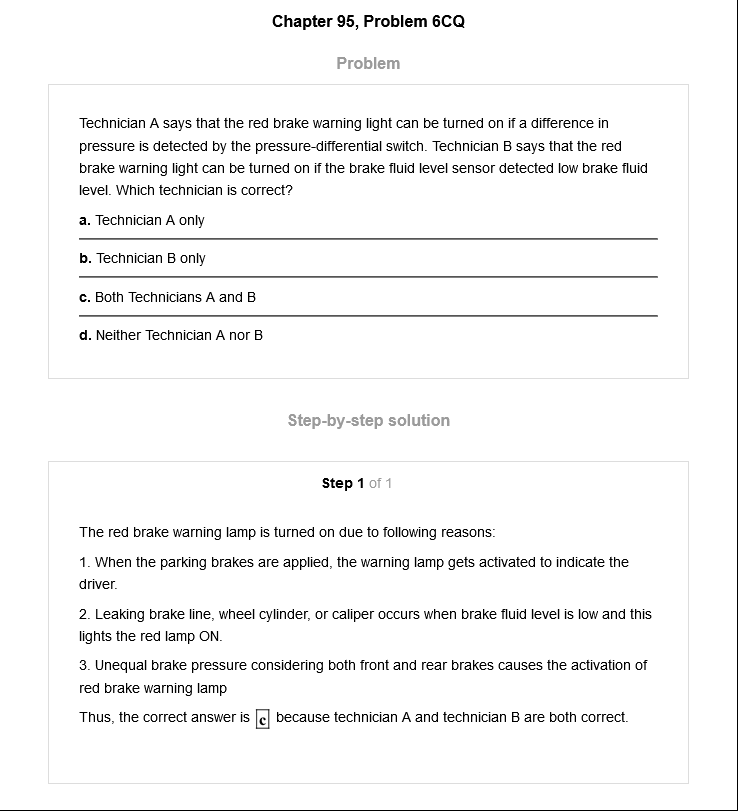 Chapter 95, Problem 6CQ
Problem
Technician A says that the red brake warning light can be turned on if a difference in
pressure is detected by the pressure-differential switch. Technician B says that the red
brake warning light can be turned on if the brake fluid level sensor detected low brake fluid
level. Which technician is correct?
a. Technician A only
b. Technician B only
c. Both Technicians A and B
d. Neither Technician A nor B
Step-by-step solution
Step 1 of 1
The red brake warning lamp is turned on due to following reasons:
1. When the parking brakes are applied, the warning lamp gets activated to indicate the
driver.
2. Leaking brake line, wheel cylinder, or caliper occurs when brake fluid level is low and this
lights the red lamp ON.
3. Unequal brake pressure considering both front and rear brakes causes the activation of
red brake warning lamp
Thus, the correct answer is c because technician A and technician B are both correct.